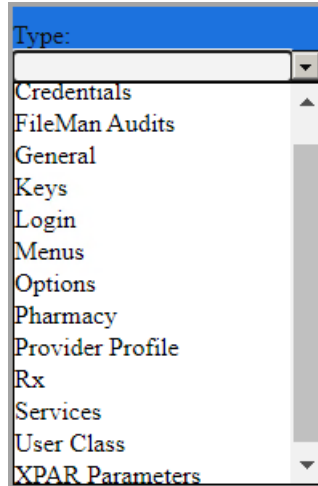 Type:
Credentials
FileMan Audits
General
Keys
Login
Menus
Options
Pharmacy
Provider Profile
Rx
Services
User Class
XPAR Parameters